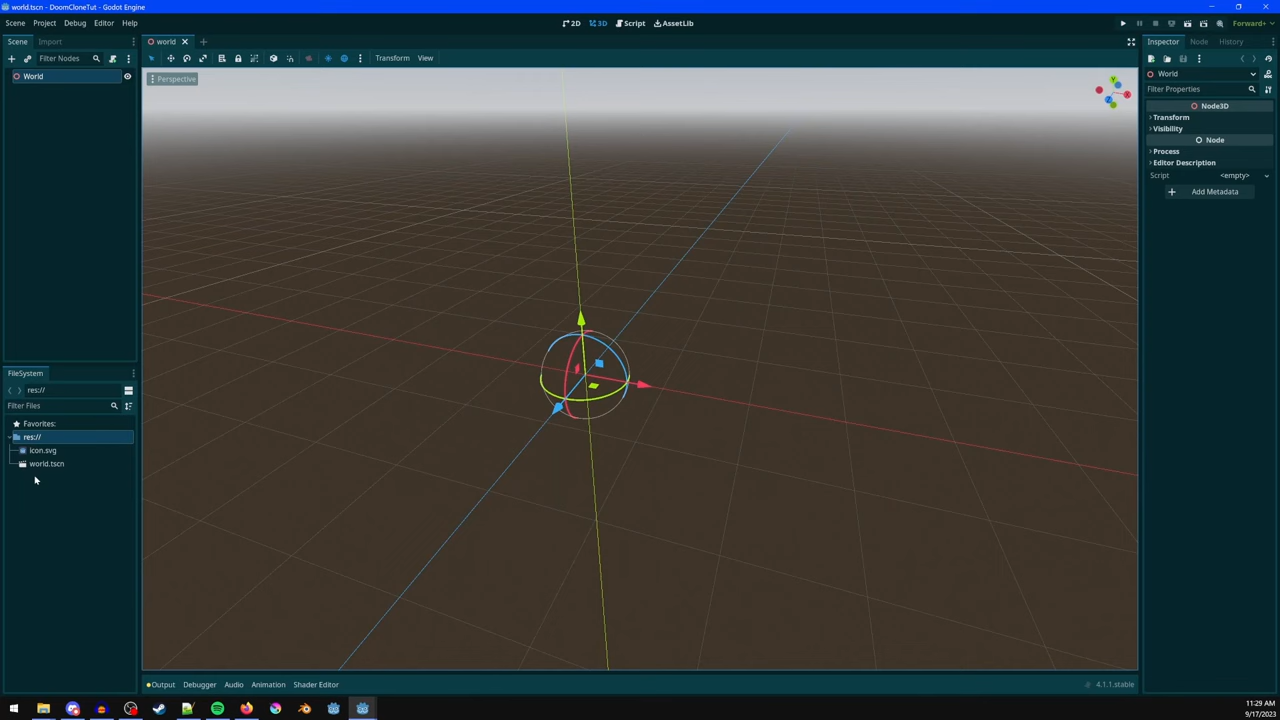 world.tscn - DoomCloneTut - Godot Engine
Scene Project Debug Editor Help
2D 3D Script AssetLib
Forward+
Scene Import
world
Inspector Node History
Filter Nodes
Transform View
World
World
Perspective
Y
X
Z
Filter Properties
Node3D
Transform
Visibility
Node
Process
Editor Description
Script <empty>
Add Metadata
FileSystem
res://
Filter Files
Favorites:
res://
icon.svg
world.tscn
Output Debugger Audio Animation Shader Editor
4.1.1.stable
11:29 AM
9/17/2023